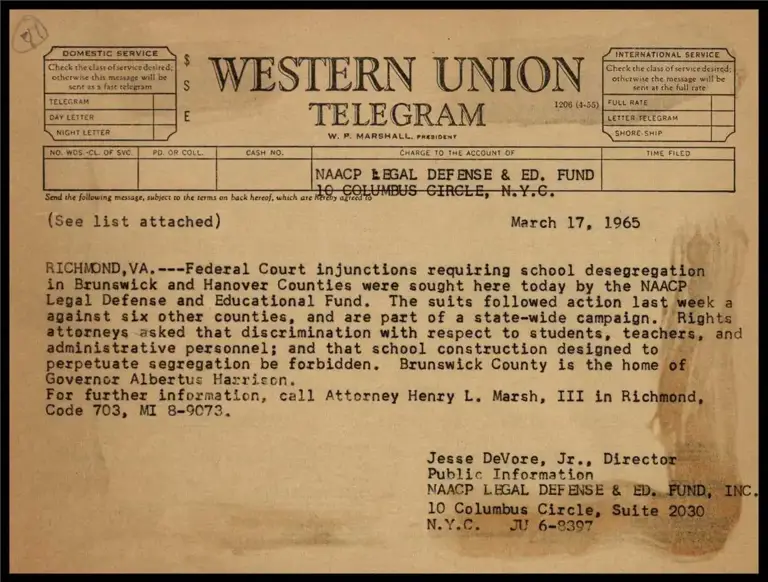 71
DOMESTIC SERVICE
Check the class of service desired;
otherwise this message will be
sent as a fast telegram
TELEGRAM
DAY LETTER
NIGHT LETTER
$
S
E
WESTERN UNION
TELEGRAM
1206 (4-55)
W. P. MARSHALL, PRESIDENT
INTERNATIONAL SERVICE
Check the class of service desired;
otherwise the message will be
sent at the full rate
FULL RATE
LETTER TELEGRAM
SHORE-SHIP
NO. WDS.-CL. OF SVC.
PD. OR COLL.
CASH NO.
CHARGE TO THE ACCOUNT OF
TIME FILED
NAACP LEGAL DEFENSE & ED. FUND
10 COLUMBUS CIRCLE, N.Y.C.
Send the following message, subject to the terms on back hereof, which are hereby agreed to
(See list attached)
March 17, 1965
RICHMOND,VA.---Federal Court injunctions requiring school desegregation
in Brunswick and Hanover Counties were sought here today by the NAACP
Legal Defense and Educational Fund. The suits followed action last week a
against six other counties, and are part of a state-wide campaign. Rights
attorneys asked that discrimination with respect to students, teachers, and
administrative personnel; and that school construction designed to
perpetuate segregation be forbidden. Brunswick County is the home of
Governor Albertus Harrison.
For further information, call Attorney Henry L. Marsh, III in Richmond,
Code 703, MI 8-9073.
Jesse DeVore, Jr., Director
Public Information
NAACP LEGAL DEFENSE & ED. FUND, INC.
10 Columbus Circle, Suite 2030
N.Y.C. JU 6-8397